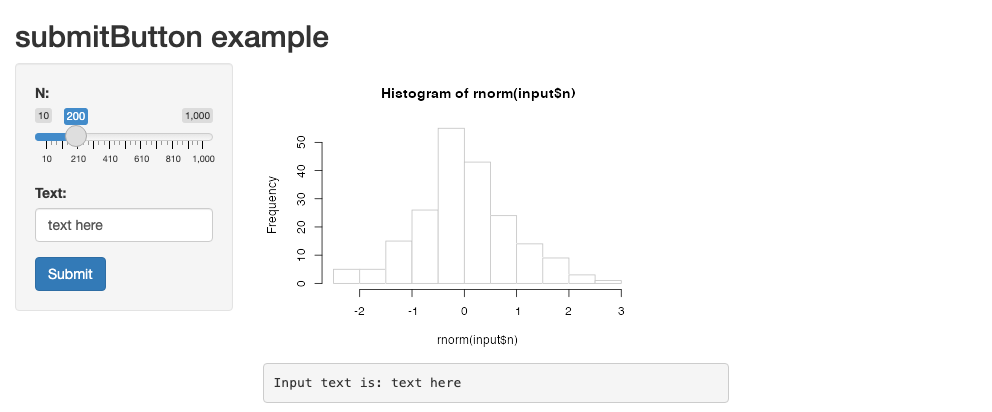 submitButton example
N:
10 200 1,000
10 210 410 610 810 1,000
Text:
text here
Submit
Histogram of rnorm(input$n)
Frequency
50
40
30
20
10
0
-2 -1 0 1 2 3
rnorm(input$n)
Input text is: text here